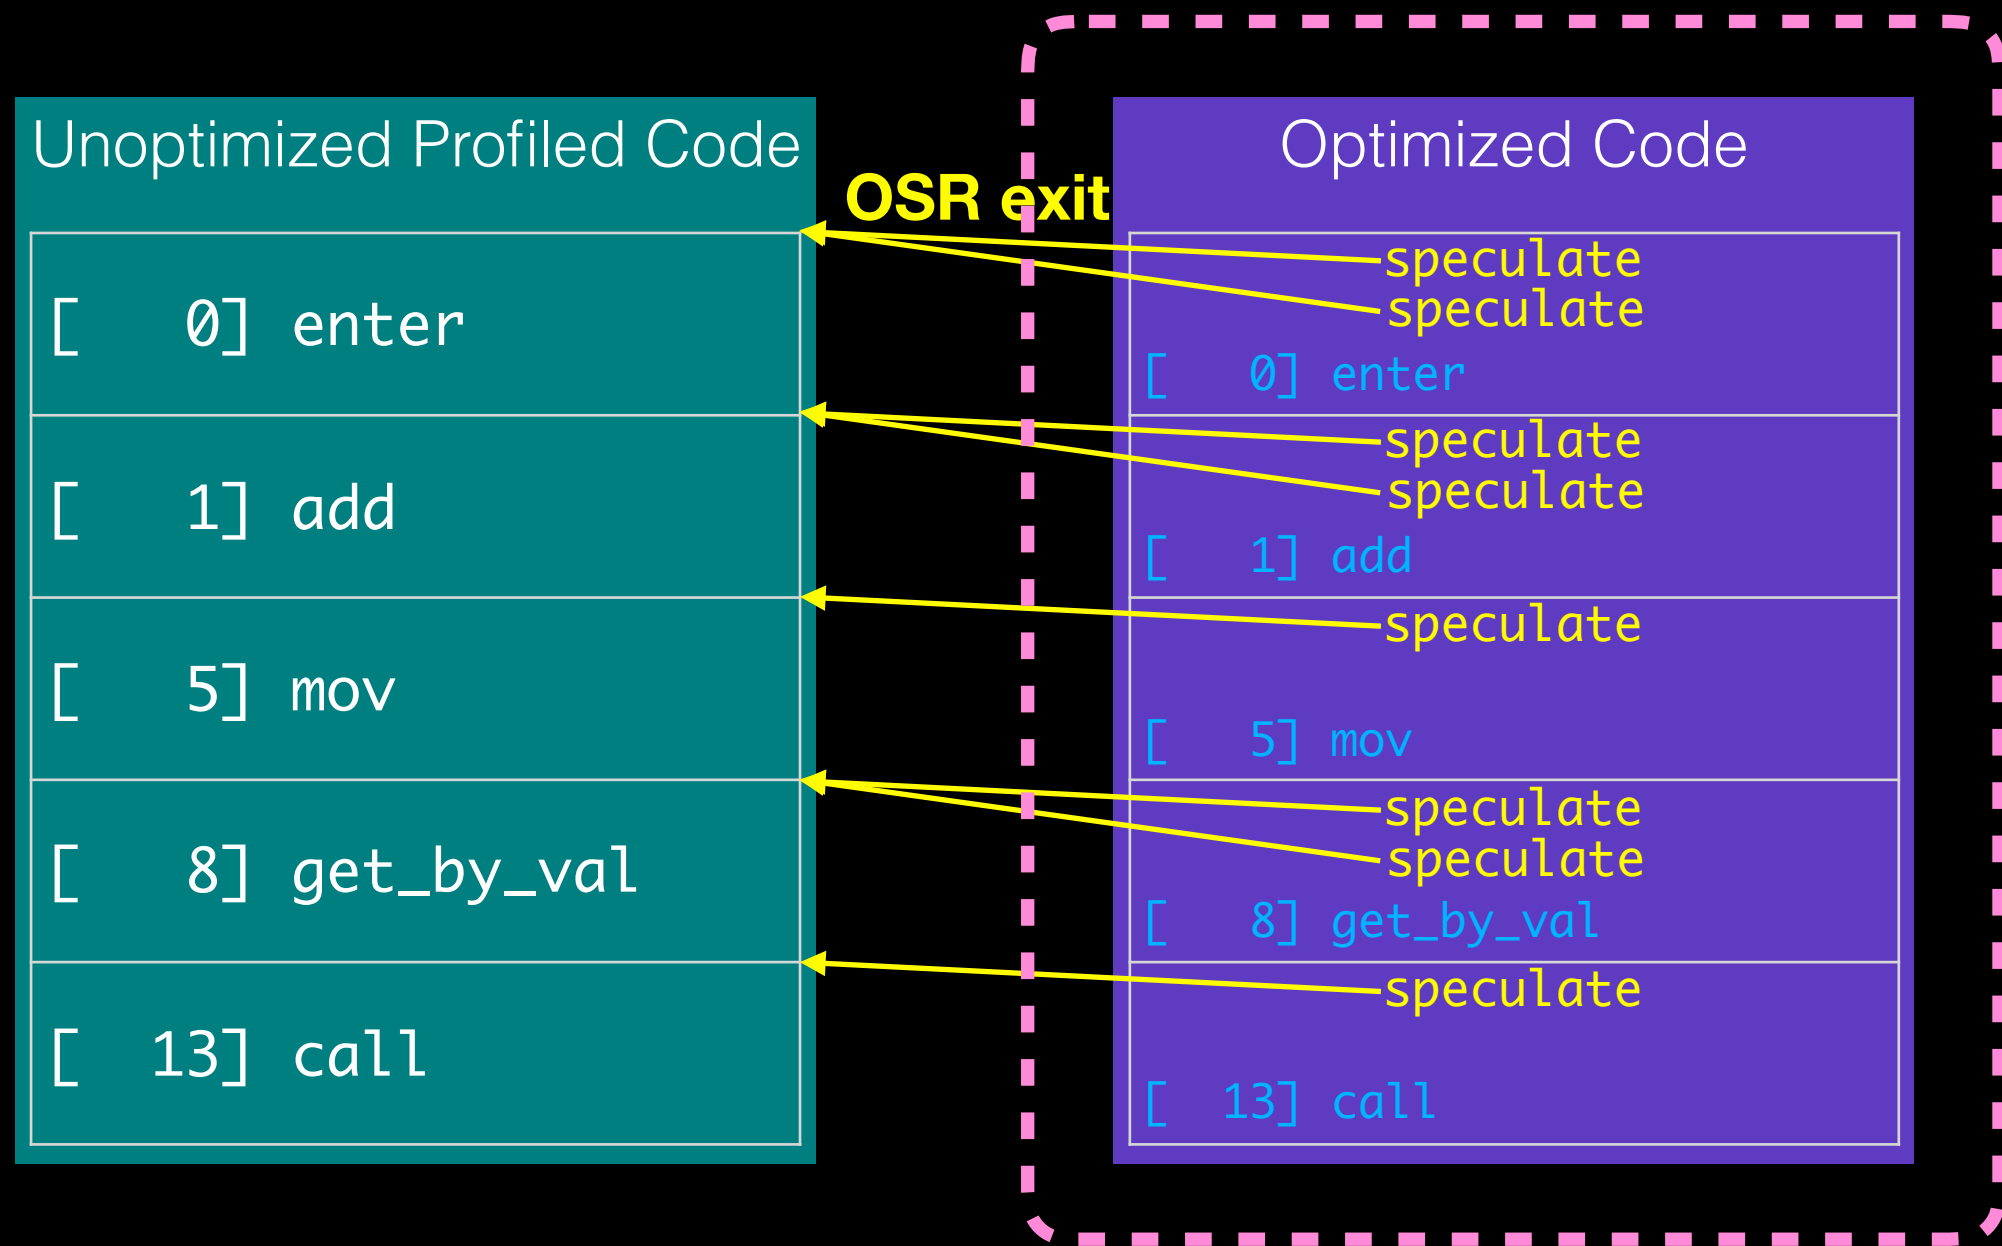 Unoptimized Profiled Code
[   0] enter
[   1] add
[   5] mov
[   8] get_by_val
[  13] call
OSR exit
Optimized Code
speculate
speculate
[   0] enter
speculate
speculate
[   1] add
speculate
[   5] mov
speculate
speculate
[   8] get_by_val
speculate
[  13] call